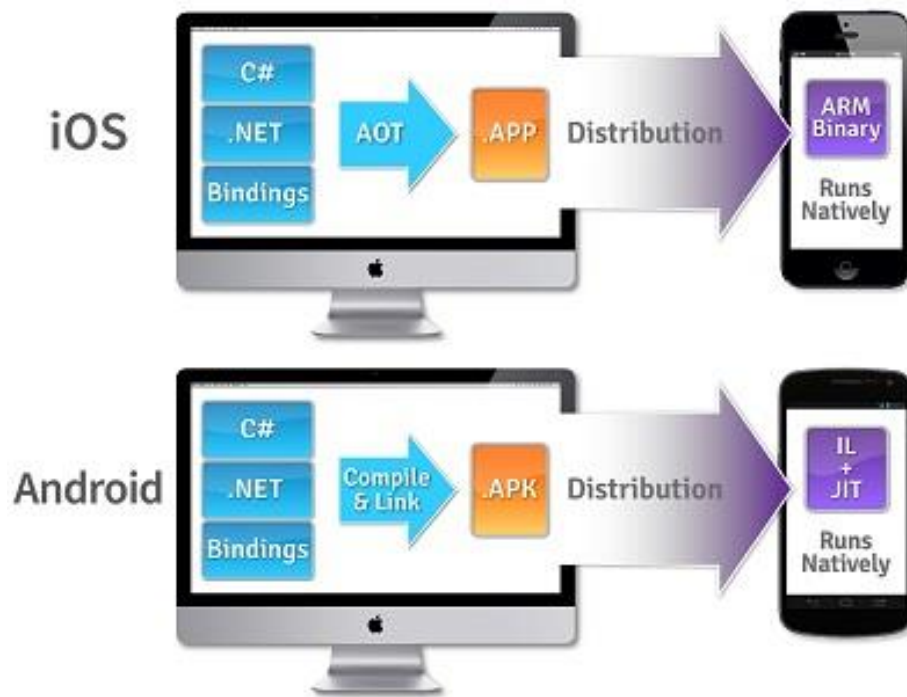 iOS
C#
.NET
Bindings
AOT
.APP
Distribution
ARM
Binary
Runs
Natively
Android
C#
.NET
Bindings
Compile
& Link
.APK
Distribution
IL
+
JIT
Runs
Natively